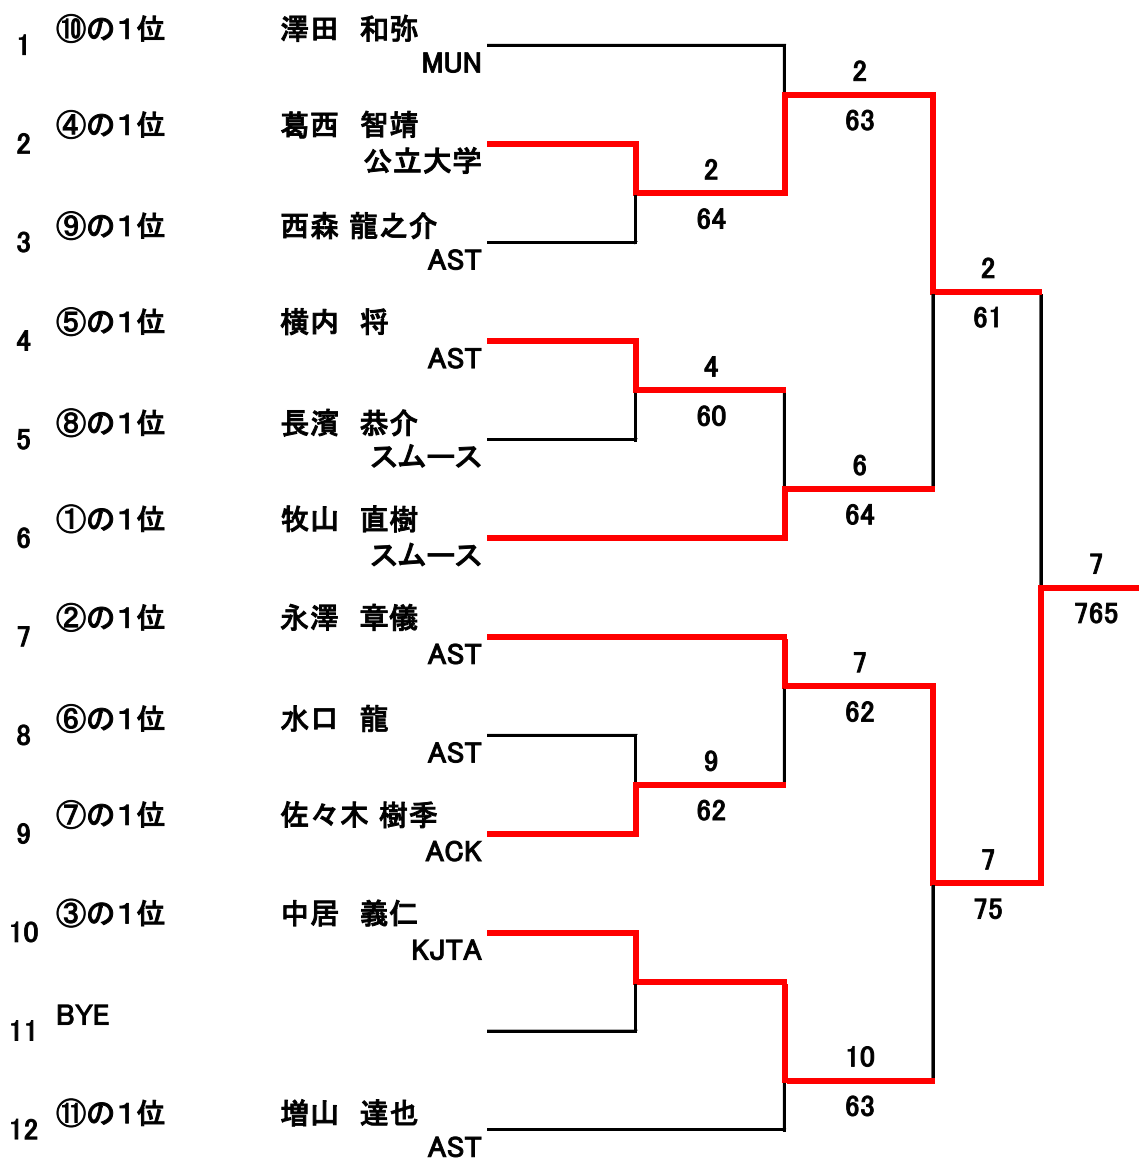 1 ⑩の１位 澤田 和弥
MUN
2
63
2 ④の１位 葛西 智靖
公立大学
2
64
3 ⑨の１位 西森 龍之介
AST
2
61
4 ⑤の１位 横内 将
AST
4
60
5 ⑧の１位 長濱 恭介
スムース
6
64
6 ①の１位 牧山 直樹
スムース
7
765
7 ②の１位 永澤 章儀
AST
7
62
8 ⑥の１位 水口 龍
AST
9
62
9 ⑦の１位 佐々木 樹季
ACK
7
75
10 ③の１位 中居 義仁
KJTA
11 BYE
10
63
12 ⑪の１位 増山 達也
AST